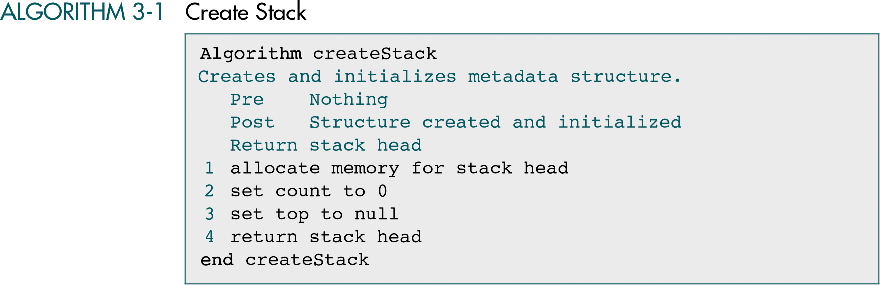 ALGORITHM 3-1 Create Stack
Algorithm createStack
Creates and initializes metadata structure.
Pre Nothing
Post Structure created and initialized
Return stack head
1 allocate memory for stack head
2 set count to 0
3 set top to null
4 return stack head
end createStack